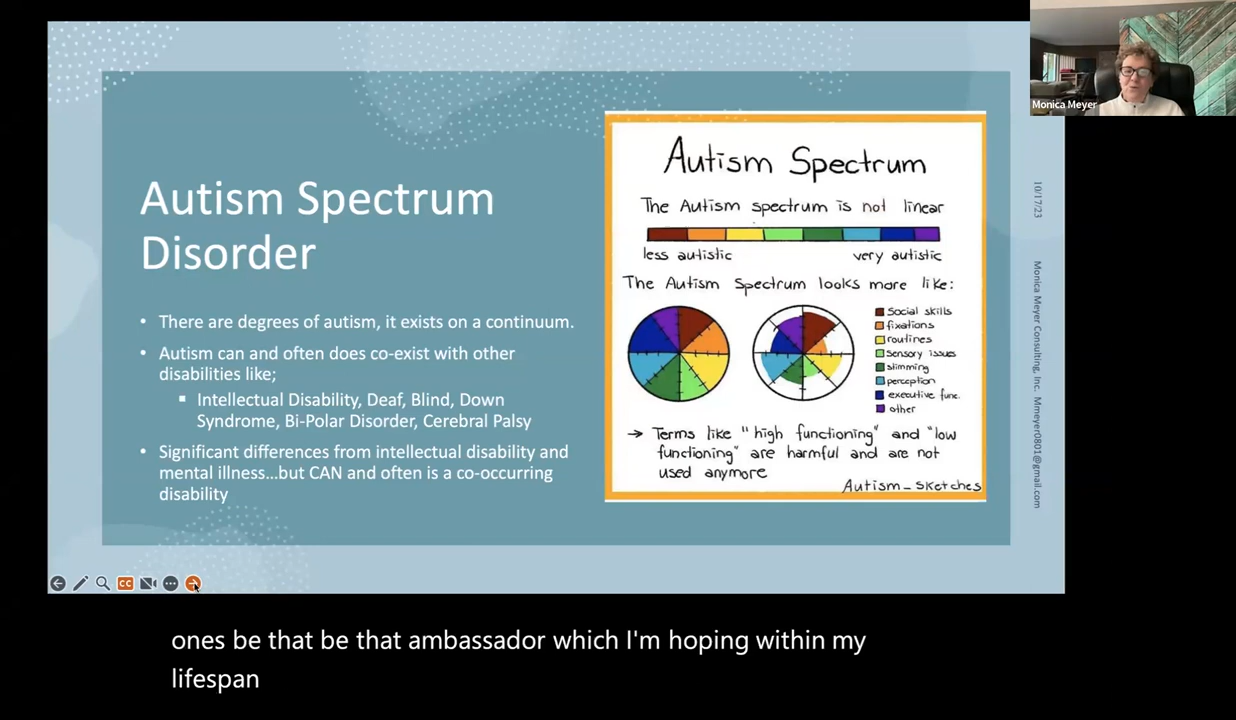 Monica Meyer
Autism Spectrum
Disorder
• There are degrees of autism, it exists on a continuum.
• Autism can and often does co-exist with other
disabilities like;
▪ Intellectual Disability, Deaf, Blind, Down
Syndrome, Bi-Polar Disorder, Cerebral Palsy
• Significant differences from intellectual disability and
mental illness...but CAN and often is a co-occurring
disability
Autism Spectrum
The Autism spectrum is not linear
less autistic very autistic
The Autism Spectrum looks more like:
Social skills
fixations
routines
Sensory issues
stimming
perception
executive func.
other
→ Terms like "high functioning" and "low
functioning" are harmful and are not
used anymore
Autism_sketches
10/17/23
Monica Meyer Consulting, Inc. Mmeyer0801@gmail.com
CC
ones be that be that ambassador which I'm hoping within my
lifespan